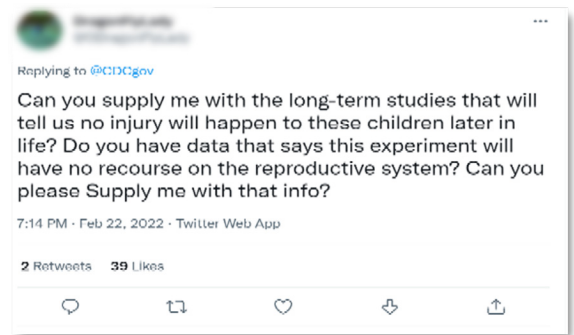 Replying to @CDCgov
Can you supply me with the long-term studies that will
tell us no injury will happen to these children later in
life? Do you have data that says this experiment will
have no recourse on the reproductive system? Can you
please Supply me with that info?
7:14 PM · Feb 22, 2022 · Twitter Web App
2 Retweets 39 Likes